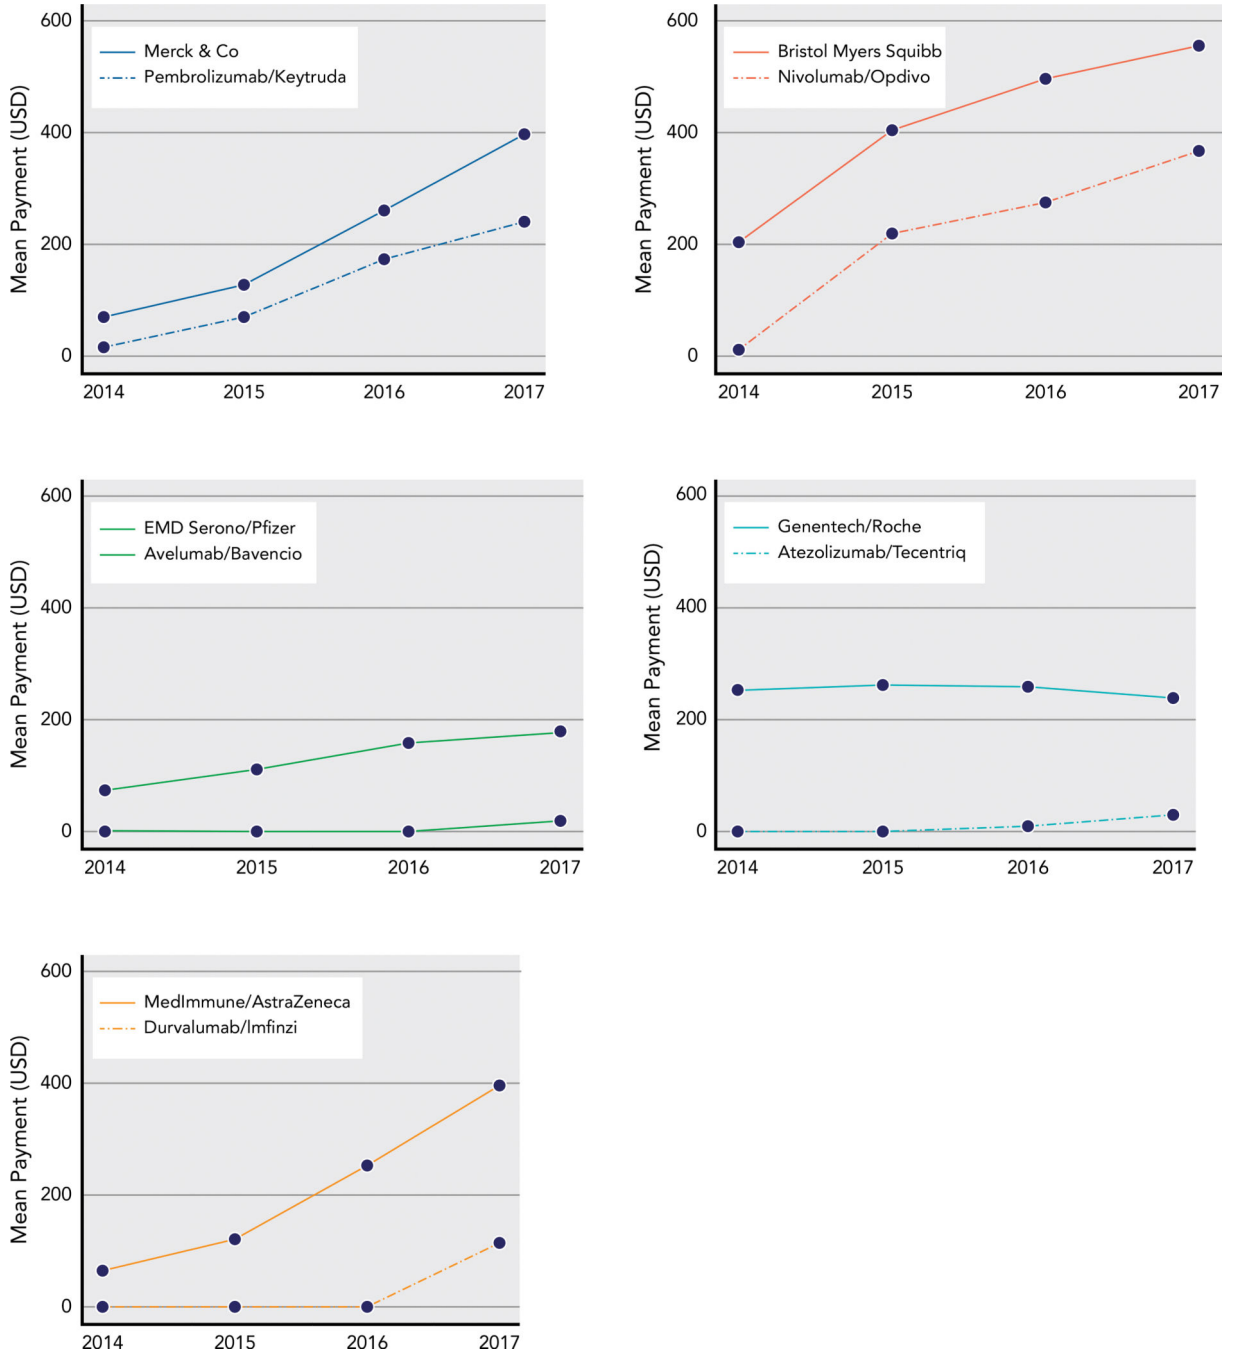 600
400
200
0
Mean Payment (USD)
Merck & Co
Pembrolizumab/Keytruda
2014 2015 2016 2017
600
400
200
0
Mean Payment (USD)
Bristol Myers Squibb
Nivolumab/Opdivo
2014 2015 2016 2017
600
400
200
0
Mean Payment (USD)
EMD Serono/Pfizer
Avelumab/Bavencio
2014 2015 2016 2017
600
400
200
0
Mean Payment (USD)
Genentech/Roche
Atezolizumab/Tecentriq
2014 2015 2016 2017
600
400
200
0
Mean Payment (USD)
MedImmune/AstraZeneca
Durvalumab/Imfinzi
2014 2015 2016 2017